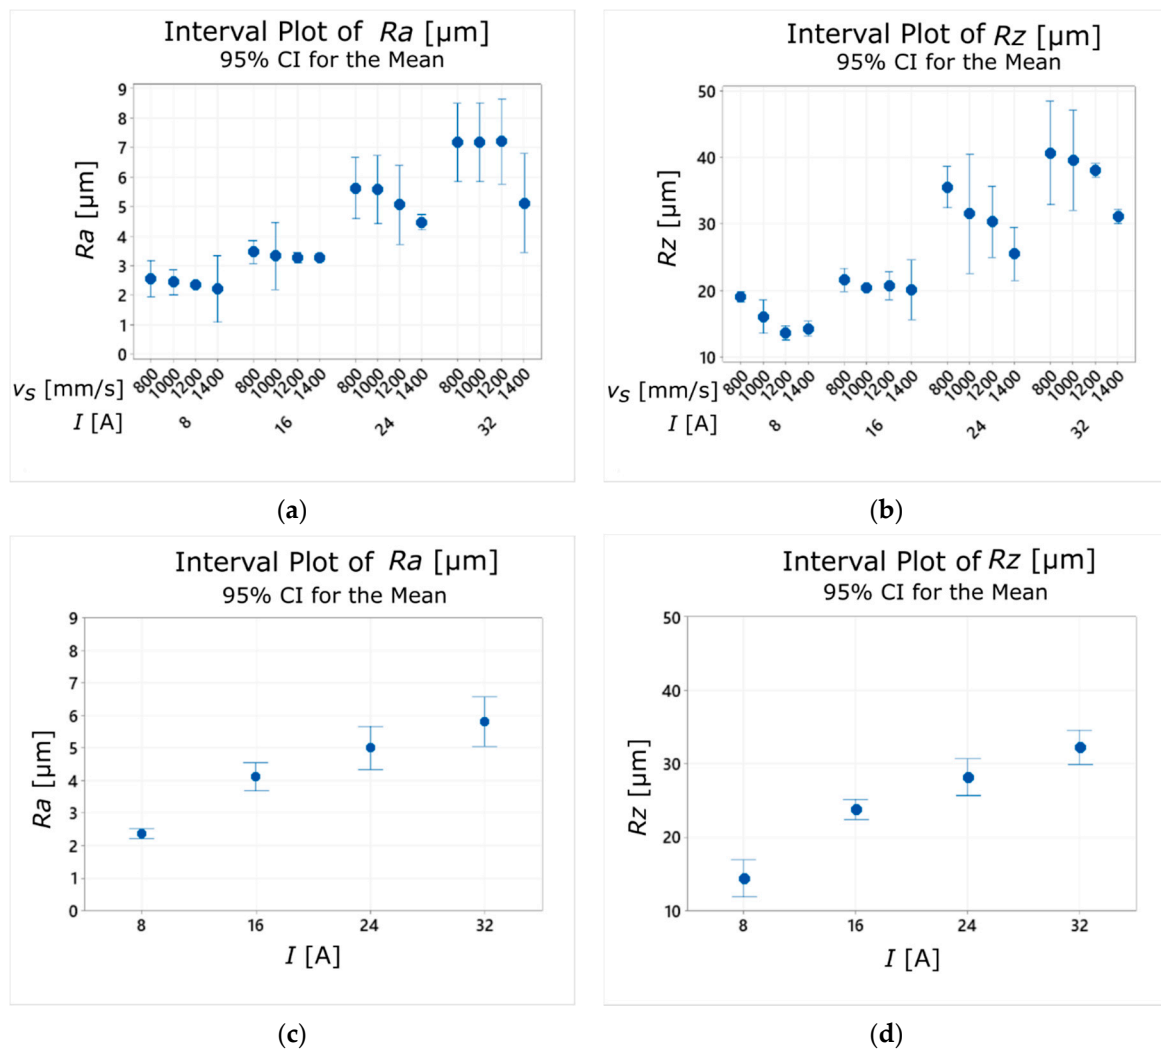 Interval Plot of Ra [µm]
95% CI for the Mean
9
8
7
6
5
4
3
2
1
0
Ra [µm]
800 1000 1200 1400 800 1000 1200 1400 800 1000 1200 1400 800 1000 1200 1400
vS [mm/s]
I [A] 8 16 24 32
(a)
Interval Plot of Rz [µm]
95% CI for the Mean
50
40
30
20
10
Rz [µm]
800 1000 1200 1400 800 1000 1200 1400 800 1000 1200 1400 800 1000 1200 1400
vS [mm/s]
I [A] 8 16 24 32
(b)
Interval Plot of Ra [µm]
95% CI for the Mean
9
8
7
6
5
4
3
2
1
0
Ra [µm]
8 16 24 32
I [A]
(c)
Interval Plot of Rz [µm]
95% CI for the Mean
50
40
30
20
10
Rz [µm]
8 16 24 32
I [A]
(d)